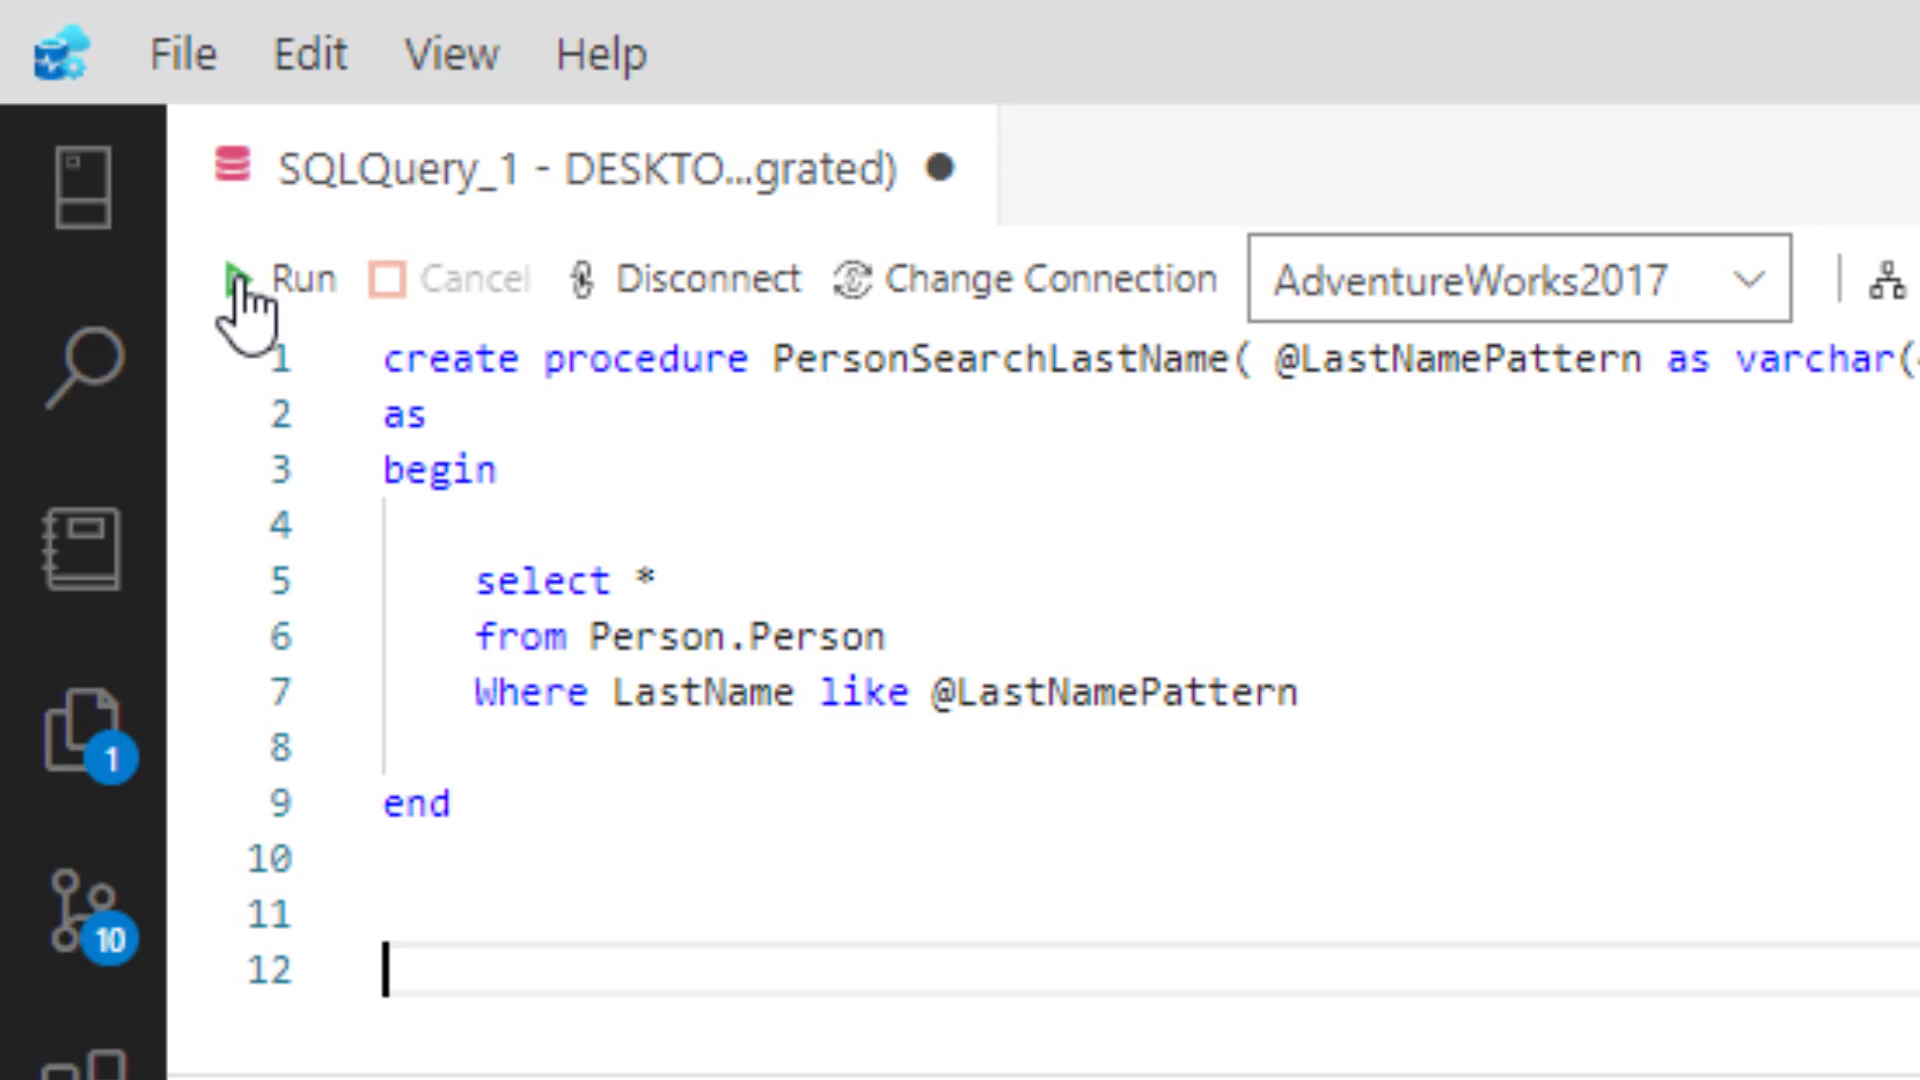 File Edit View Help
SQLQuery_1 - DESKTO...grated)
Run Cancel Disconnect Change Connection AdventureWorks2017
1 create procedure PersonSearchLastName( @LastNamePattern as varchar(
2 as
3 begin
4
5 select *
6 from Person.Person
7 Where LastName like @LastNamePattern
8
9 end
10
11
12
1
10